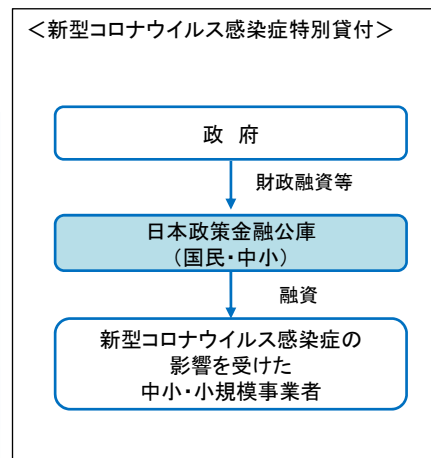 ＜新型コロナウイルス感染症特別貸付＞
政　府
財政融資等
日本政策金融公庫
（国民・中小）
融資
新型コロナウイルス感染症の
影響を受けた
中小・小規模事業者